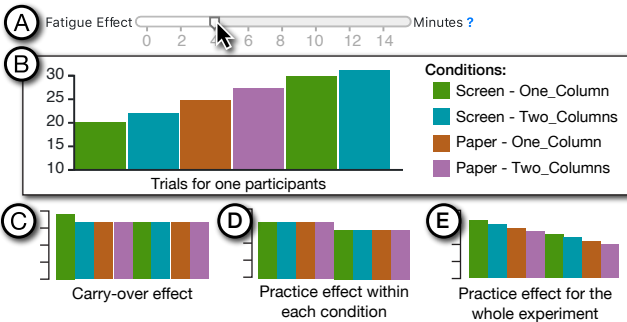 A
Fatigue Effect
Minutes ?
0 2 4 6 8 10 12 14
B
30
25
20
15
10
Trials for one participants
Conditions:
Screen - One_Column
Screen - Two_Columns
Paper - One_Column
Paper - Two_Columns
C
Carry-over effect
D
Practice effect within
each condition
E
Practice effect for the
whole experiment